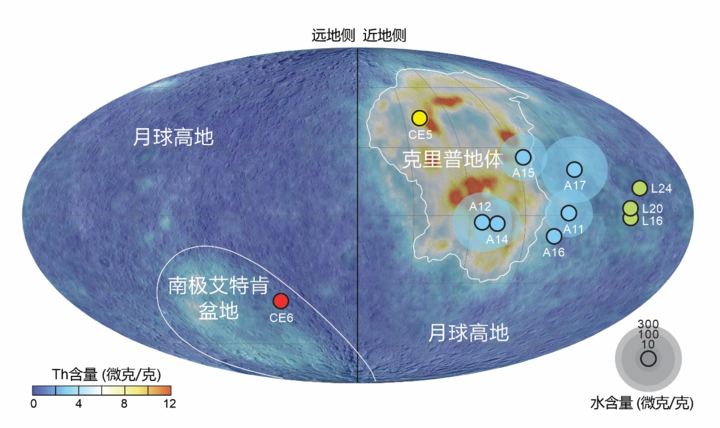 远地侧 近地侧
月球高地
CE5
克里普地体
A15
A17
L24
A12
L20
A14
A11
L16
A16
南极艾特肯
盆地
CE6
月球高地
Th含量 (微克/克)
0 4 8 12
300
100
10
水含量 (微克/克)